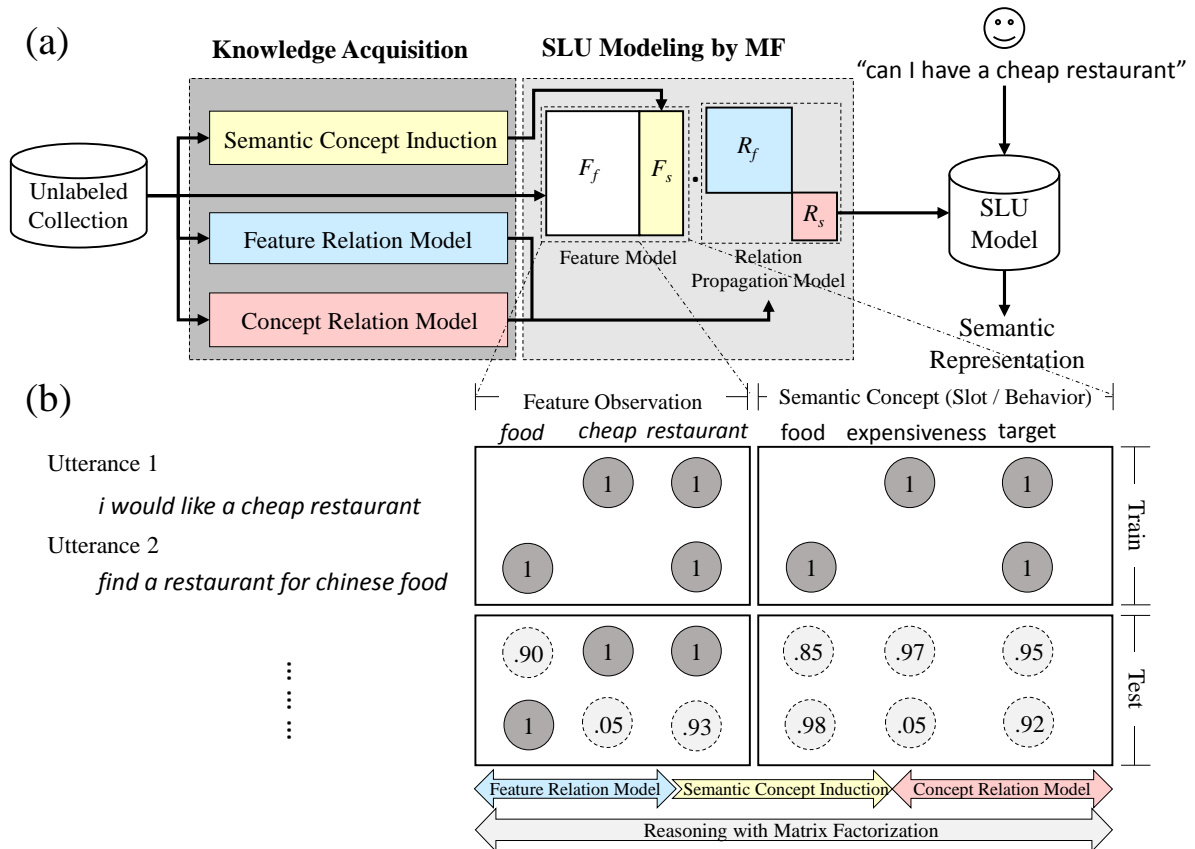 (a)
Knowledge Acquisition
SLU Modeling by MF
“can I have a cheap restaurant”
Unlabeled
Collection
Semantic Concept Induction
Feature Relation Model
Concept Relation Model
Ff
Fs
.
Rf
Rs
Feature Model
Relation
Propagation Model
SLU
Model
Semantic
Representation
(b)
Feature Observation
Semantic Concept (Slot / Behavior)
food cheap restaurant
food expensiveness target
Utterance 1
i would like a cheap restaurant
1 1 1 1
Utterance 2
find a restaurant for chinese food
1 1 1 1
Train
.90 1 1 .85 .97 .95
1 .05 .93 .98 .05 .92
Test
Feature Relation Model
Semantic Concept Induction
Concept Relation Model
Reasoning with Matrix Factorization